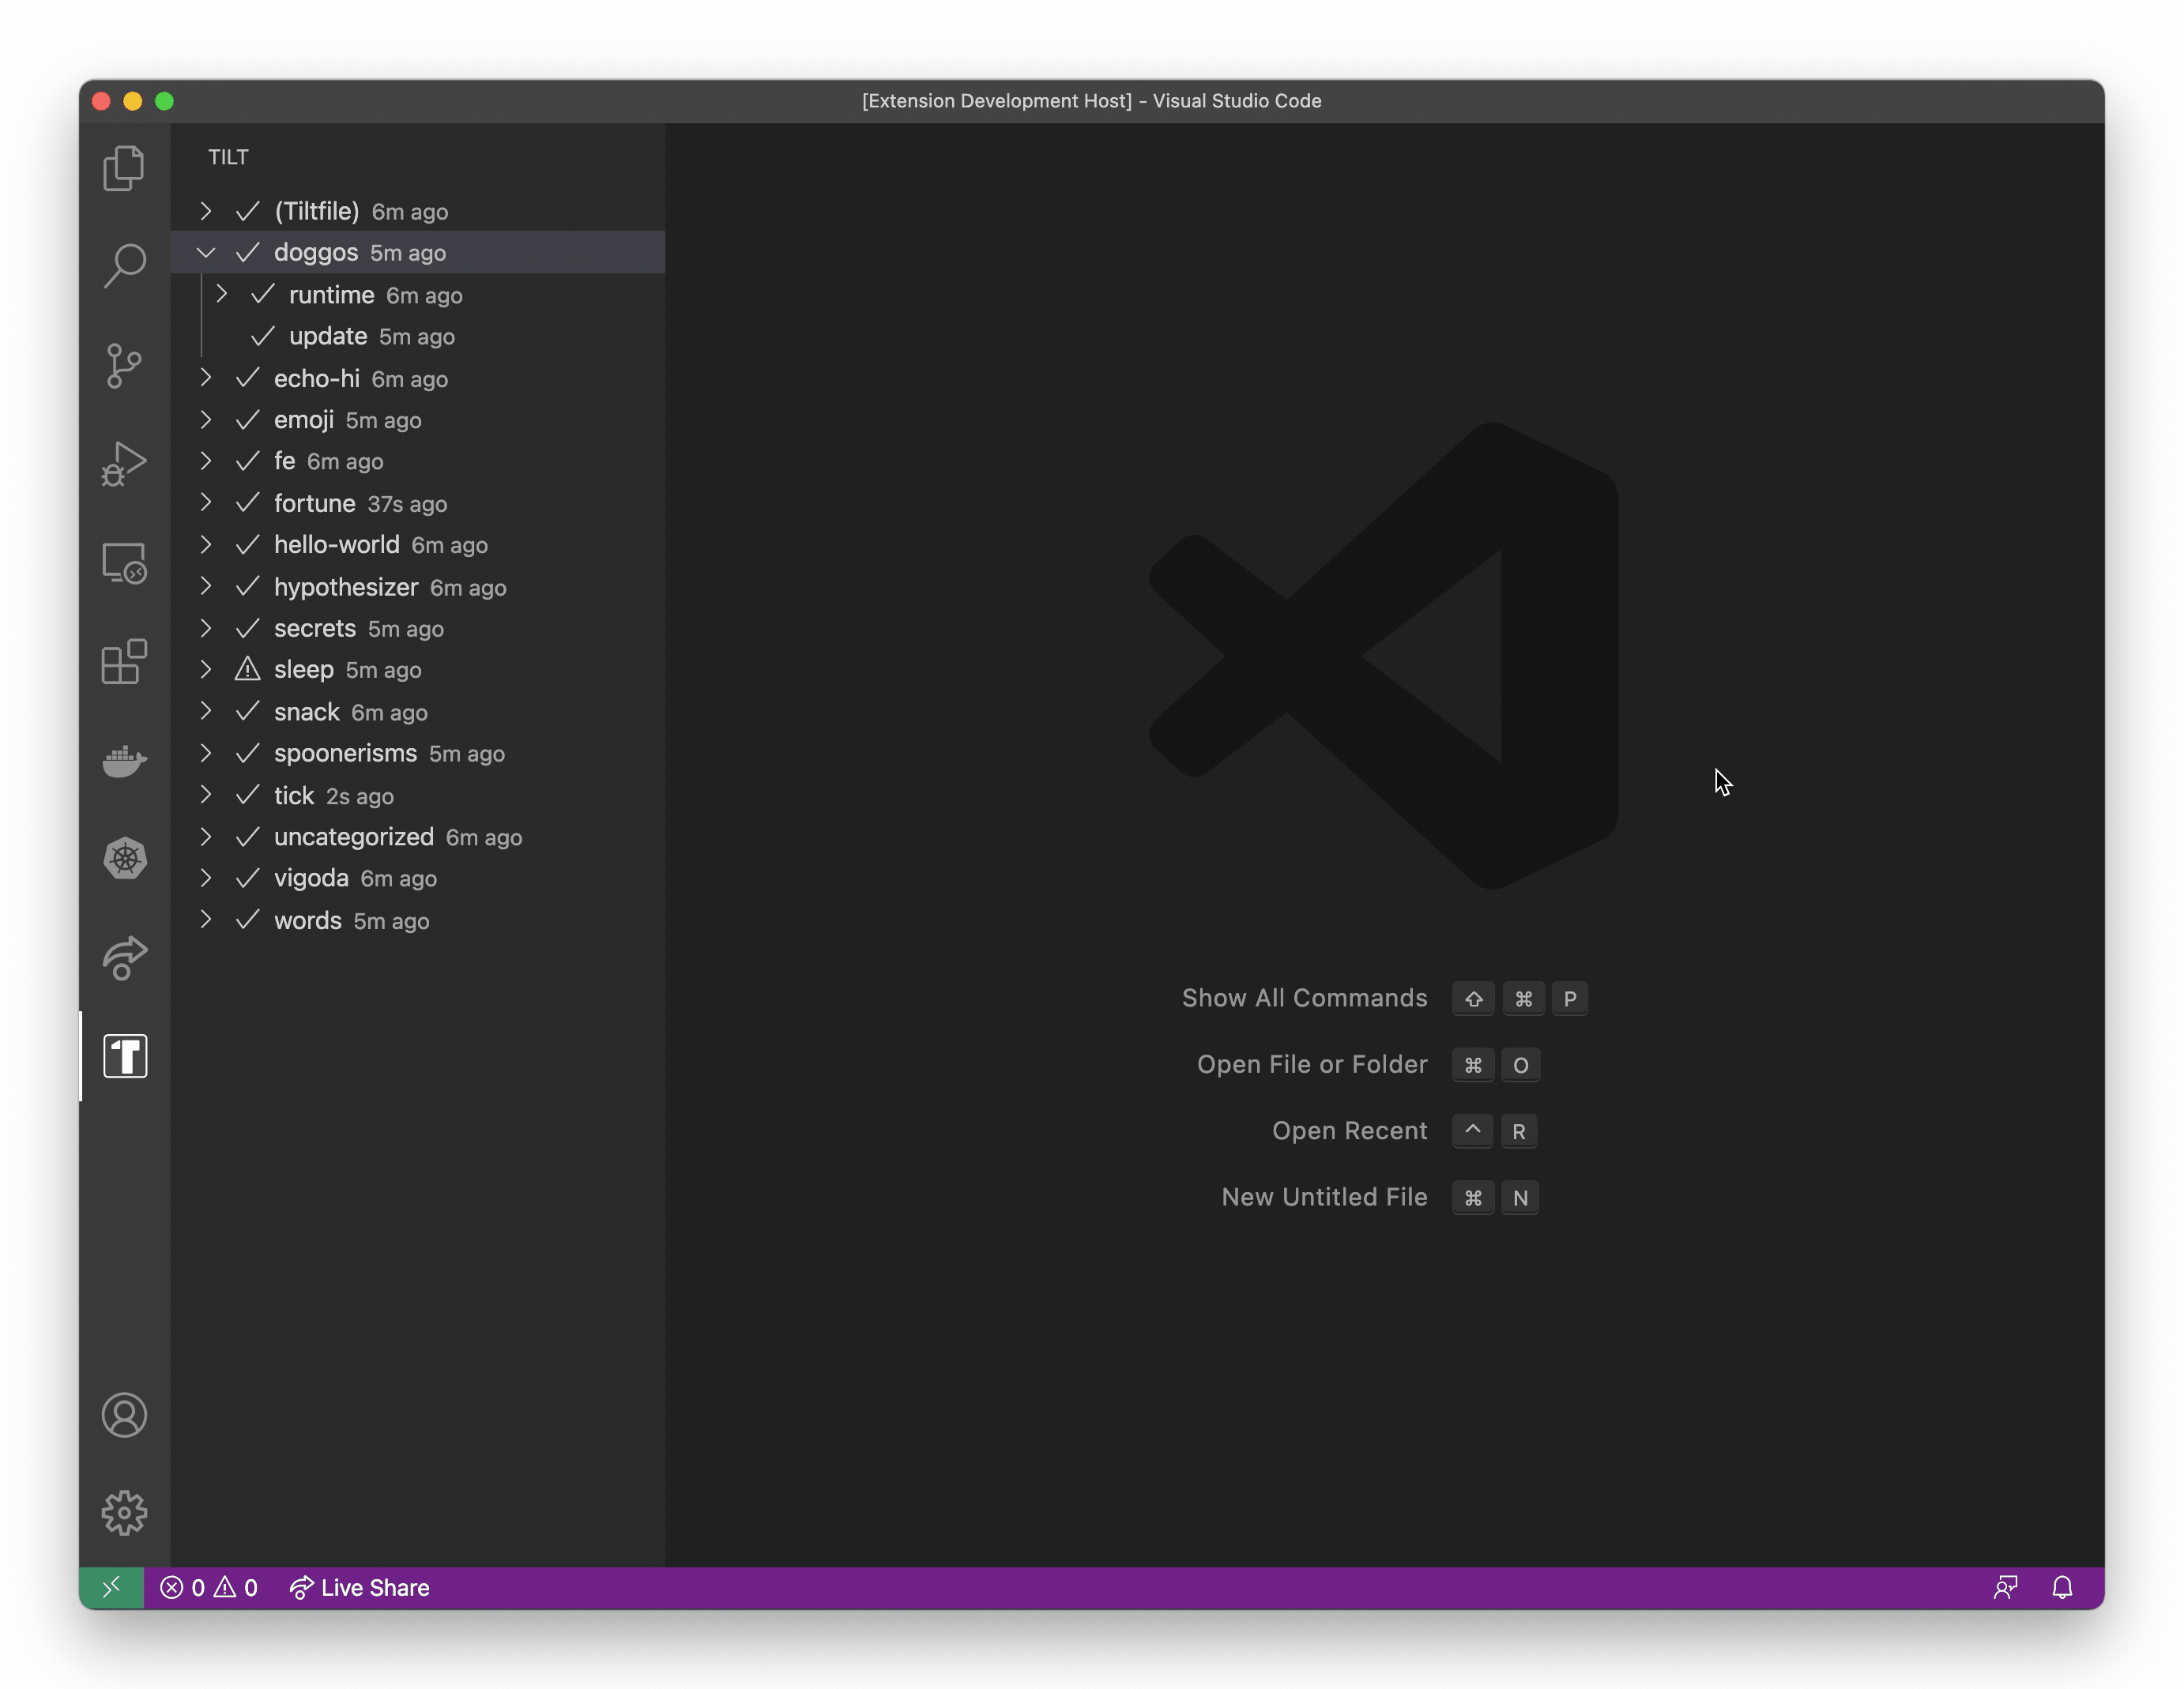 [Extension Development Host] - Visual Studio Code
TILT
(Tiltfile) 6m ago
doggos 5m ago
runtime 6m ago
update 5m ago
echo-hi 6m ago
emoji 5m ago
fe 6m ago
fortune 37s ago
hello-world 6m ago
hypothesizer 6m ago
secrets 5m ago
sleep 5m ago
snack 6m ago
spoonerisms 5m ago
tick 2s ago
uncategorized 6m ago
vigoda 6m ago
words 5m ago
Show All Commands ⇧ ⌘ P
Open File or Folder ⌘ O
Open Recent ^ R
New Untitled File ⌘ N
0 0 Live Share